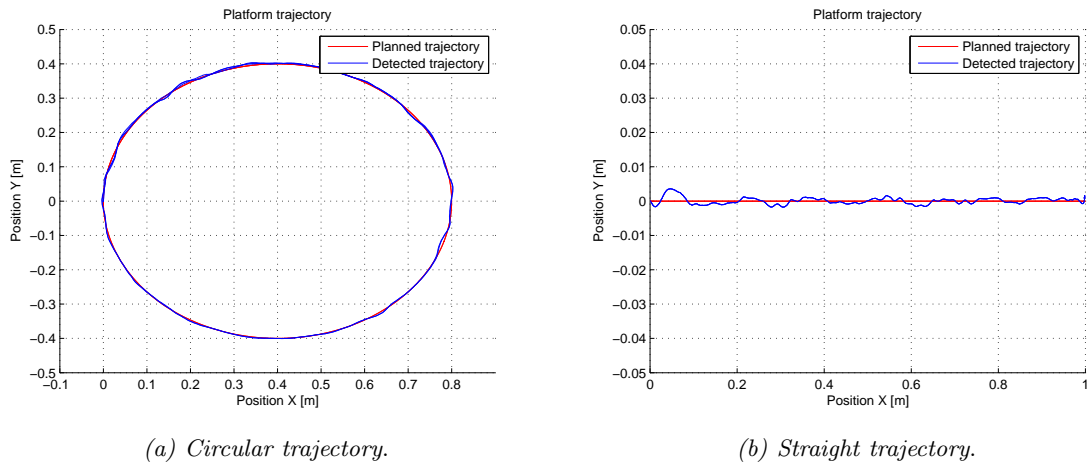 Platform trajectory
Planned trajectory
Detected trajectory
Position Y [m]
0.5
0.4
0.3
0.2
0.1
0
−0.1
−0.2
−0.3
−0.4
−0.5
−0.1 0 0.1 0.2 0.3 0.4 0.5 0.6 0.7 0.8
Position X [m]
(a) Circular trajectory.
Platform trajectory
Planned trajectory
Detected trajectory
Position Y [m]
0.05
0.04
0.03
0.02
0.01
0
−0.01
−0.02
−0.03
−0.04
−0.05
0 0.2 0.4 0.6 0.8 1
Position X [m]
(b) Straight trajectory.